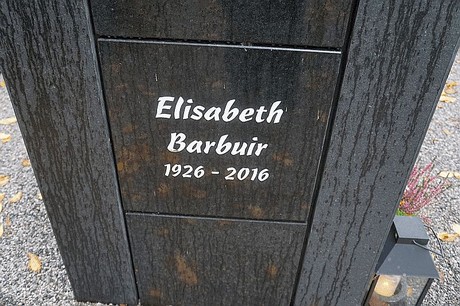 Elisabeth
Barbuir
1926 - 2016